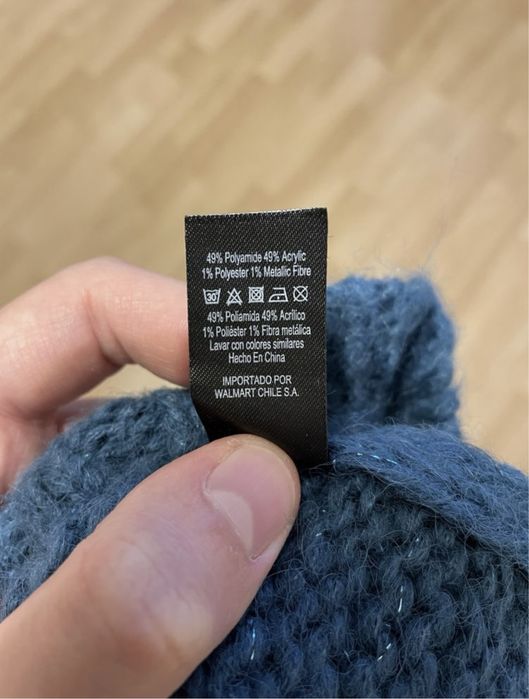 49% Polyamide 49% Acrylic
1% Polyester 1% Metallic Fibre
30
49% Poliamida 49% Acrílico
1% Poliéster 1% Fibra metálica
Lavar con colores similares
Hecho En China
IMPORTADO POR
WALMART CHILE S.A.